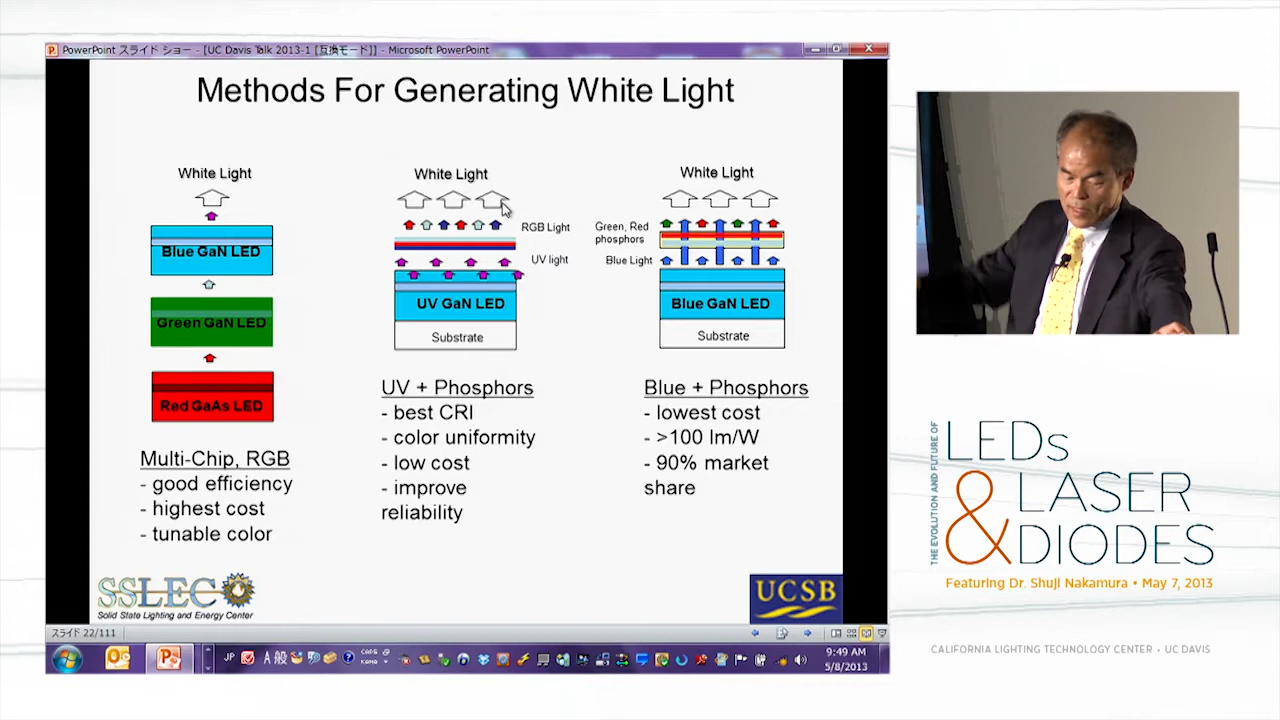 PowerPoint スライド ショー - [UC Davis Talk 2013-1 [互換モード]] - Microsoft PowerPoint
Methods For Generating White Light
White Light
Blue GaN LED
Green GaN LED
Red GaAs LED
Multi-Chip, RGB
- good efficiency
- highest cost
- tunable color
White Light
RGB Light
UV light
UV GaN LED
Substrate
UV + Phosphors
- best CRI
- color uniformity
- low cost
- improve
reliability
White Light
Green, Red
phosphors
Blue Light
Blue GaN LED
Substrate
Blue + Phosphors
- lowest cost
- >100 lm/W
- 90% market
share
SSLEC
Solid State Lighting and Energy Center
UCSB
スライド 22/111
JP
A 般
CAPS
KANA
9:49 AM
5/8/2013
THE EVOLUTION AND FUTURE OF
LEDs
& LASER
DIODES
Featuring Dr. Shuji Nakamura • May 7, 2013
CALIFORNIA LIGHTING TECHNOLOGY CENTER • UC DAVIS